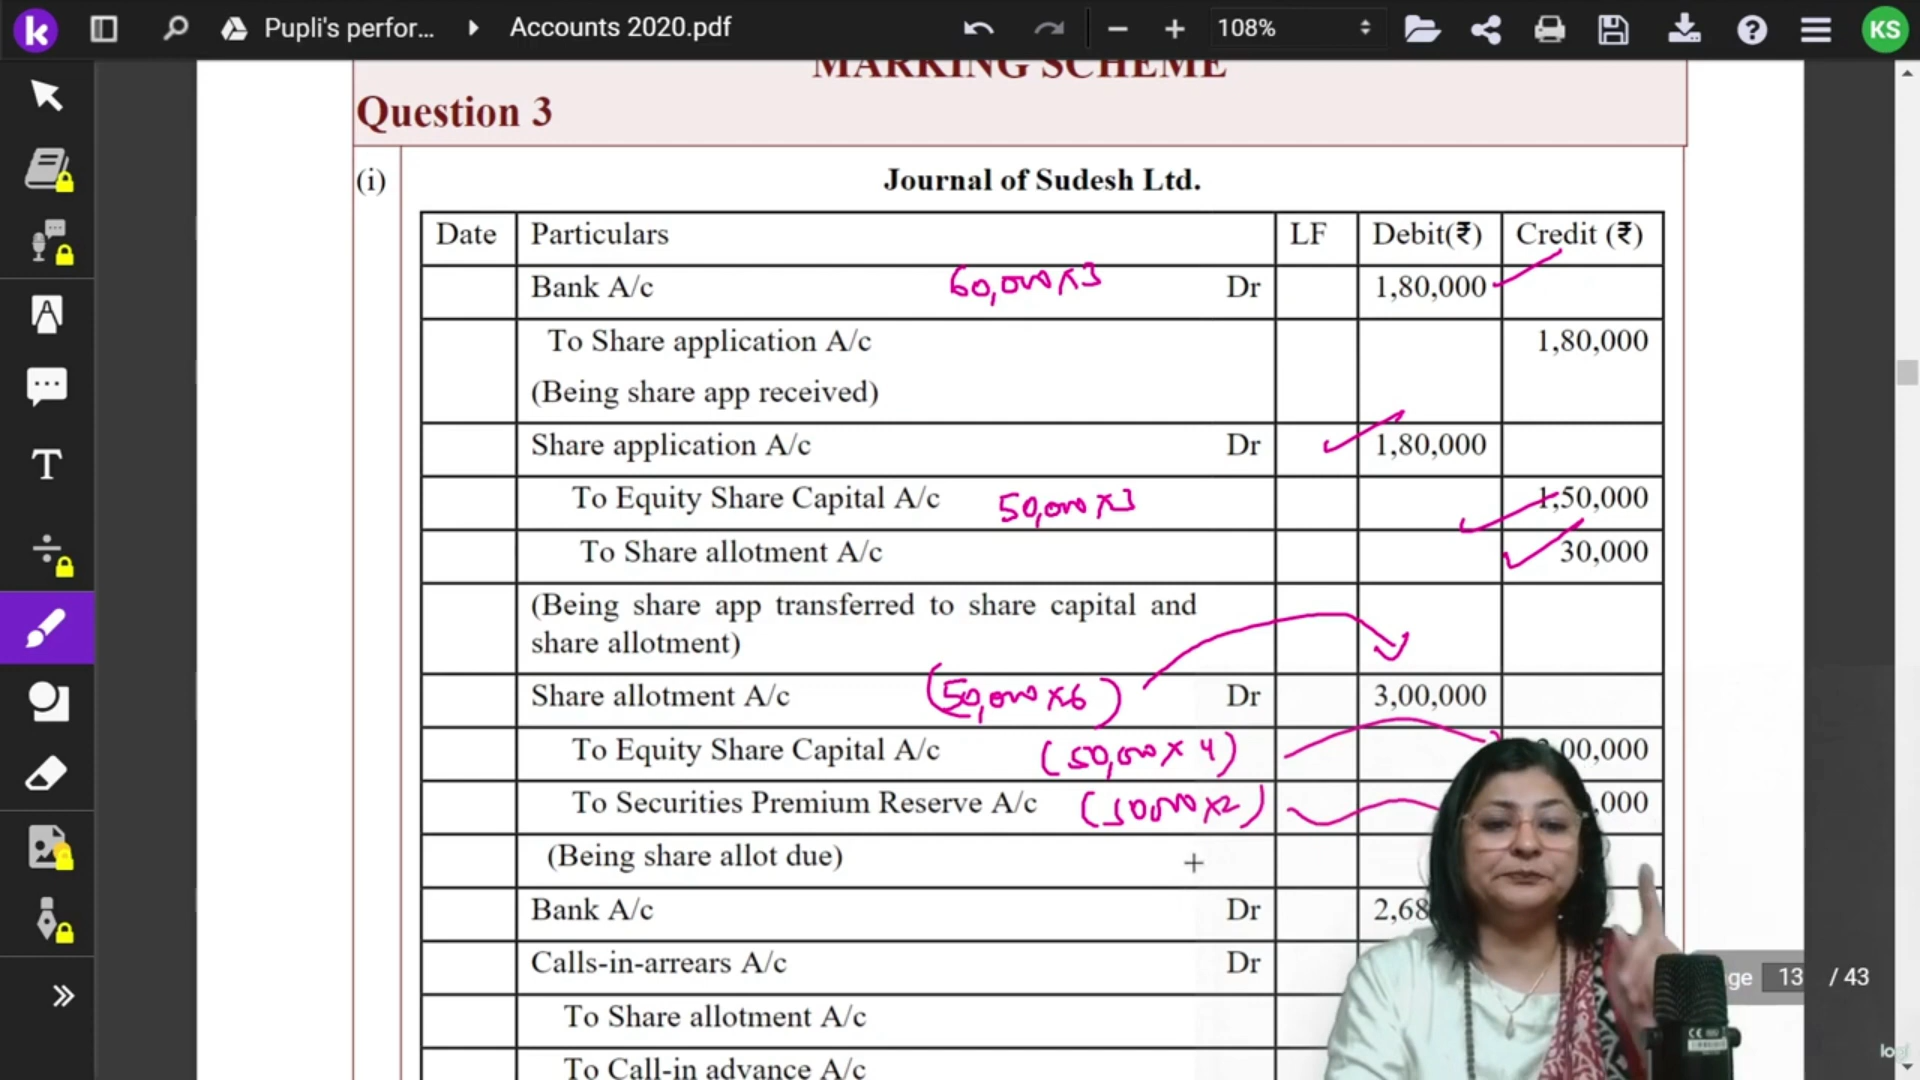 Pupli's perfor... Accounts 2020.pdf 108% KS
MARKING SCHEME
Question 3
(i) Journal of Sudesh Ltd.
Date Particulars LF Debit(₹) Credit (₹)
Bank A/c 60,000 x 3 Dr 1,80,000
To Share application A/c 1,80,000
(Being share app received)
Share application A/c Dr 1,80,000
To Equity Share Capital A/c 50,000 x 3 1,50,000
To Share allotment A/c 30,000
(Being share app transferred to share capital and
share allotment)
Share allotment A/c (50,000 x 6) Dr 3,00,000
To Equity Share Capital A/c (50,000 x 4) 00,000
To Securities Premium Reserve A/c (50,000 x 2) ,000
(Being share allot due)
Bank A/c Dr 2,68
Calls-in-arrears A/c Dr
13 / 43
To Share allotment A/c
To Call-in advance A/c